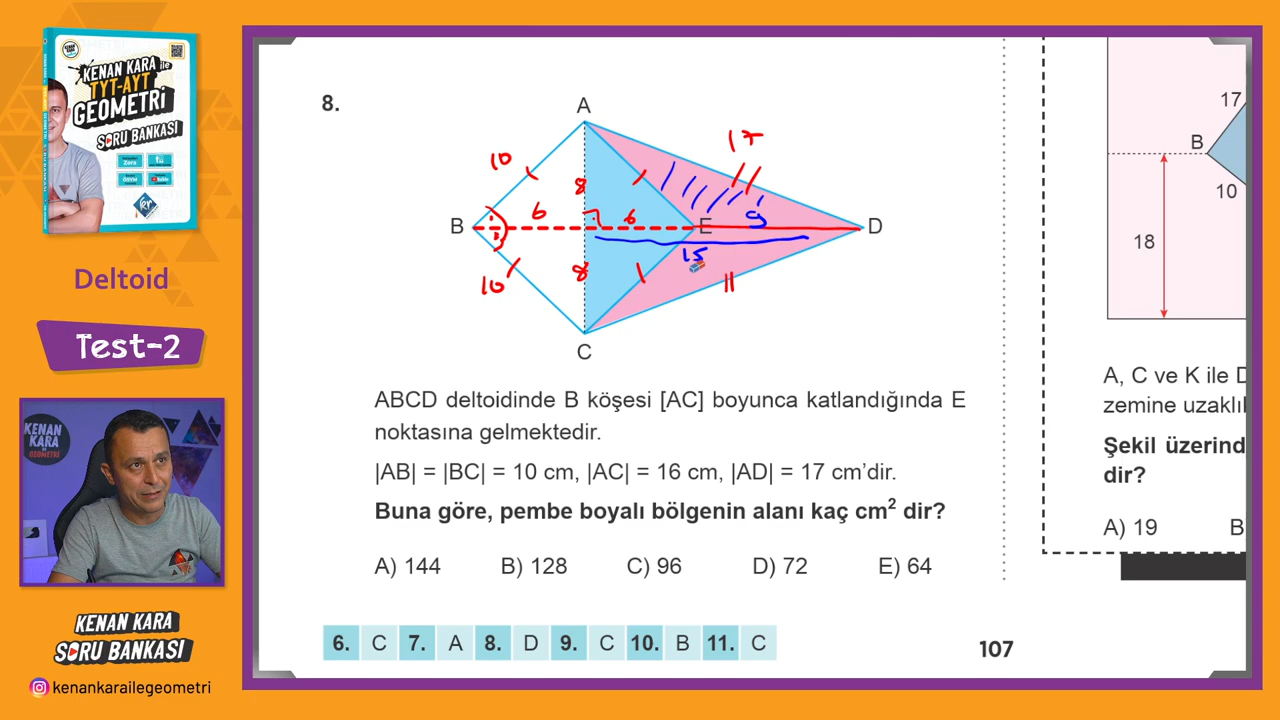 KENAN KARA ile
TYT-AYT
GEOMETRİ
SORU BANKASI
Deltoid
Test-2
KENAN KARA
SORU BANKASI
kenankarailegeometri
8.
A
B
C
D
E
10
10
8
8
6
6
17
9
15
ABCD deltoidinde B köşesi [AC] boyunca katlandığında E
noktasına gelmektedir.
|AB| = |BC| = 10 cm, |AC| = 16 cm, |AD| = 17 cm'dir.
Buna göre, pembe boyalı bölgenin alanı kaç cm² dir?
A) 144 B) 128 C) 96 D) 72 E) 64
6. C 7. A 8. D 9. C 10. B 11. C
107
17
B
10
18
A, C ve K ile D
zemine uzaklı
Şekil üzerind
dir?
A) 19 B